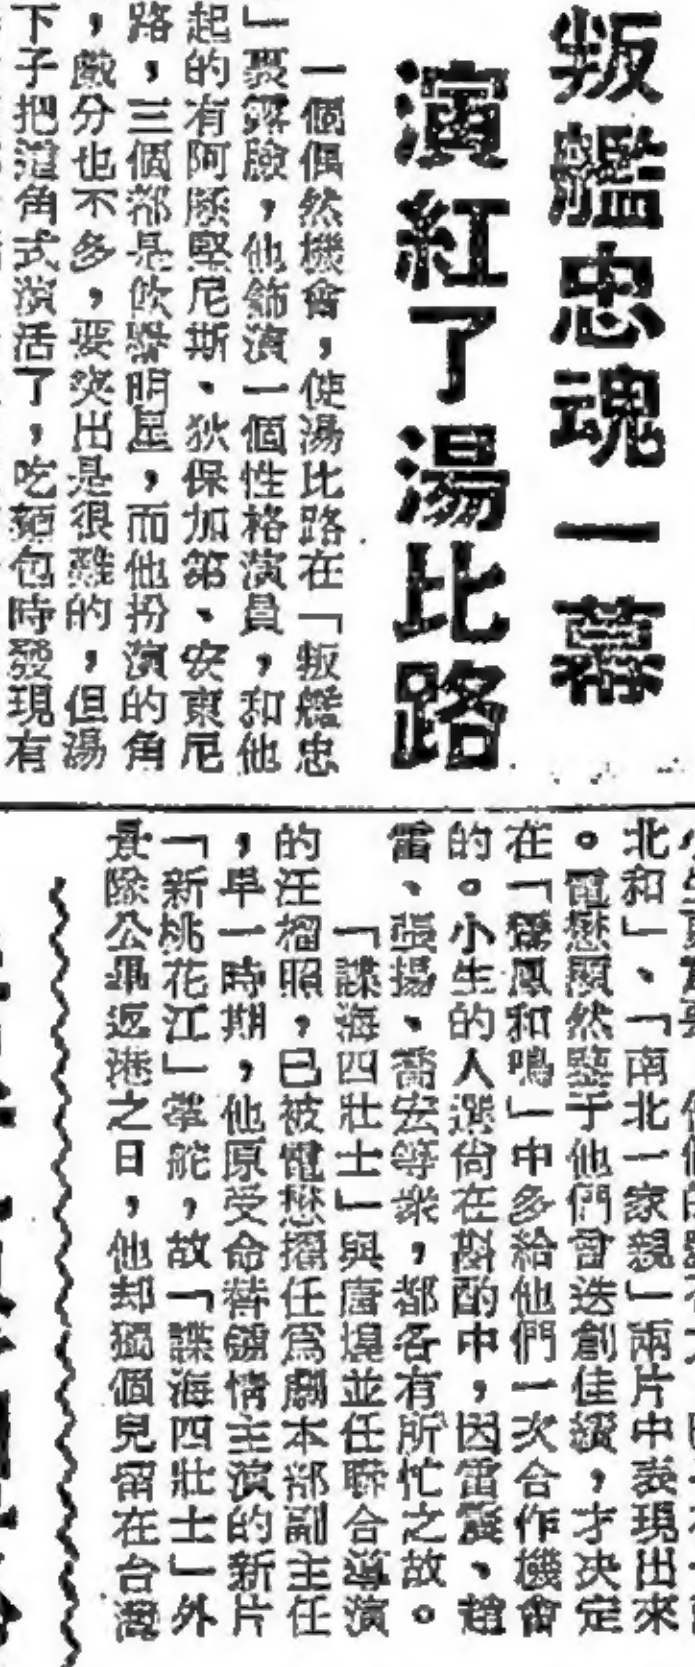 叛艦忠魂一幕
演紅了湯比路
一個偶然機會，使湯比路在「叛艦忠
」裏露臉，他飾演一個性格演員，和他
起的有阿勝堅尼斯、狄保加第、安東尼
路，三個都是的明星，而他扮演的角
，戲分也不多，要突出是很難的，但湯
下子把這角式演活了，吃麵包時發現有
北和」、「南北一家親」兩片中表現出來
。電懋顯然鑒于他們曾迭創佳績，才決定
在「鳳和鳴」中多給他們一次合作機會
的。小生的人選尚在斟酌中，因雷震、趙
雷、張揚、喬宏等衆，都各有所忙之故。
「諜海四壯士」與唐煌並任聯合導演
的汪榴照，已被電懋擢任爲劇本部副主任
，早一時期，他原受命替鍾情主演的新片
「新桃花江」掌舵，故「諜海四壯士」外
景隊公畢返港之日，他却獨個兒留在台灣